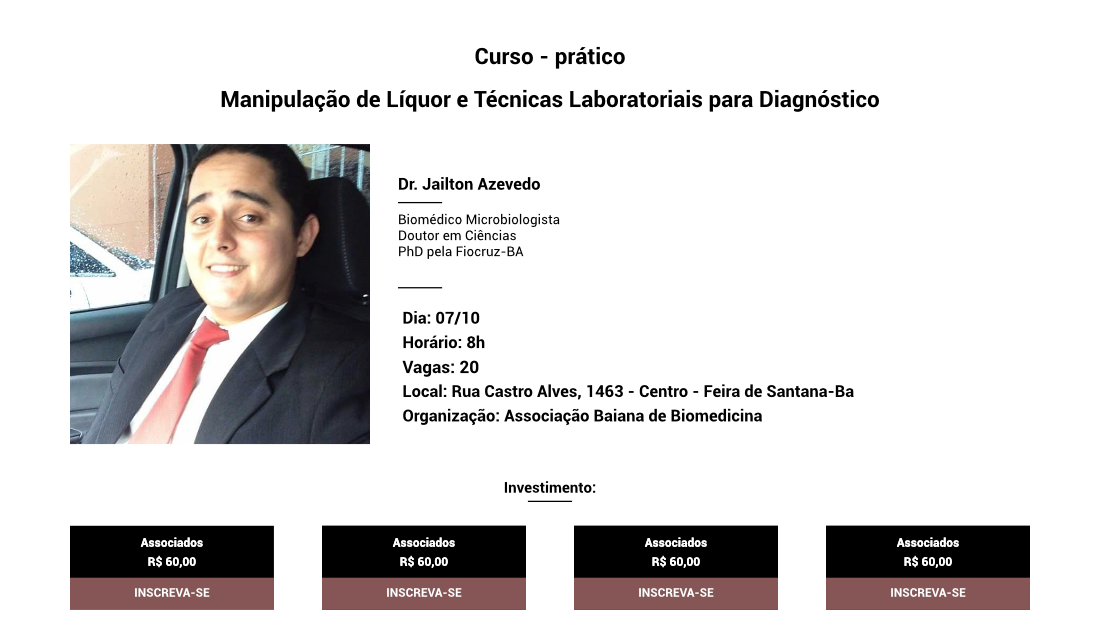 Curso - prático
Manipulação de Líquor e Técnicas Laboratoriais para Diagnóstico
Dr. Jailton Azevedo
Biomédico Microbiologista
Doutor em Ciências
PhD pela Fiocruz-BA
Dia: 07/10
Horário: 8h
Vagas: 20
Local: Rua Castro Alves, 1463 - Centro - Feira de Santana-Ba
Organização: Associação Baiana de Biomedicina
Investimento:
Associados
R$ 60,00
INSCREVA-SE
Associados
R$ 60,00
INSCREVA-SE
Associados
R$ 60,00
INSCREVA-SE
Associados
R$ 60,00
INSCREVA-SE